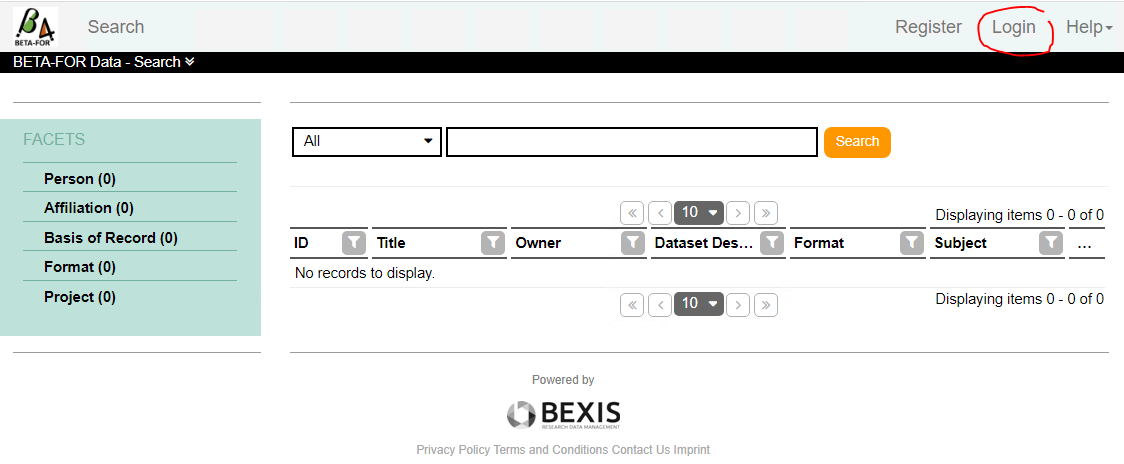 BETA-FOR Search Register Login Help
BETA-FOR Data - Search
FACETS
Person (0)
Affiliation (0)
Basis of Record (0)
Format (0)
Project (0)
All Search
10 Displaying items 0 - 0 of 0
ID Title Owner Dataset Des... Format Subject ...
No records to display.
10 Displaying items 0 - 0 of 0
Powered by
BEXIS
RESEARCH DATA MANAGEMENT
Privacy Policy Terms and Conditions Contact Us Imprint